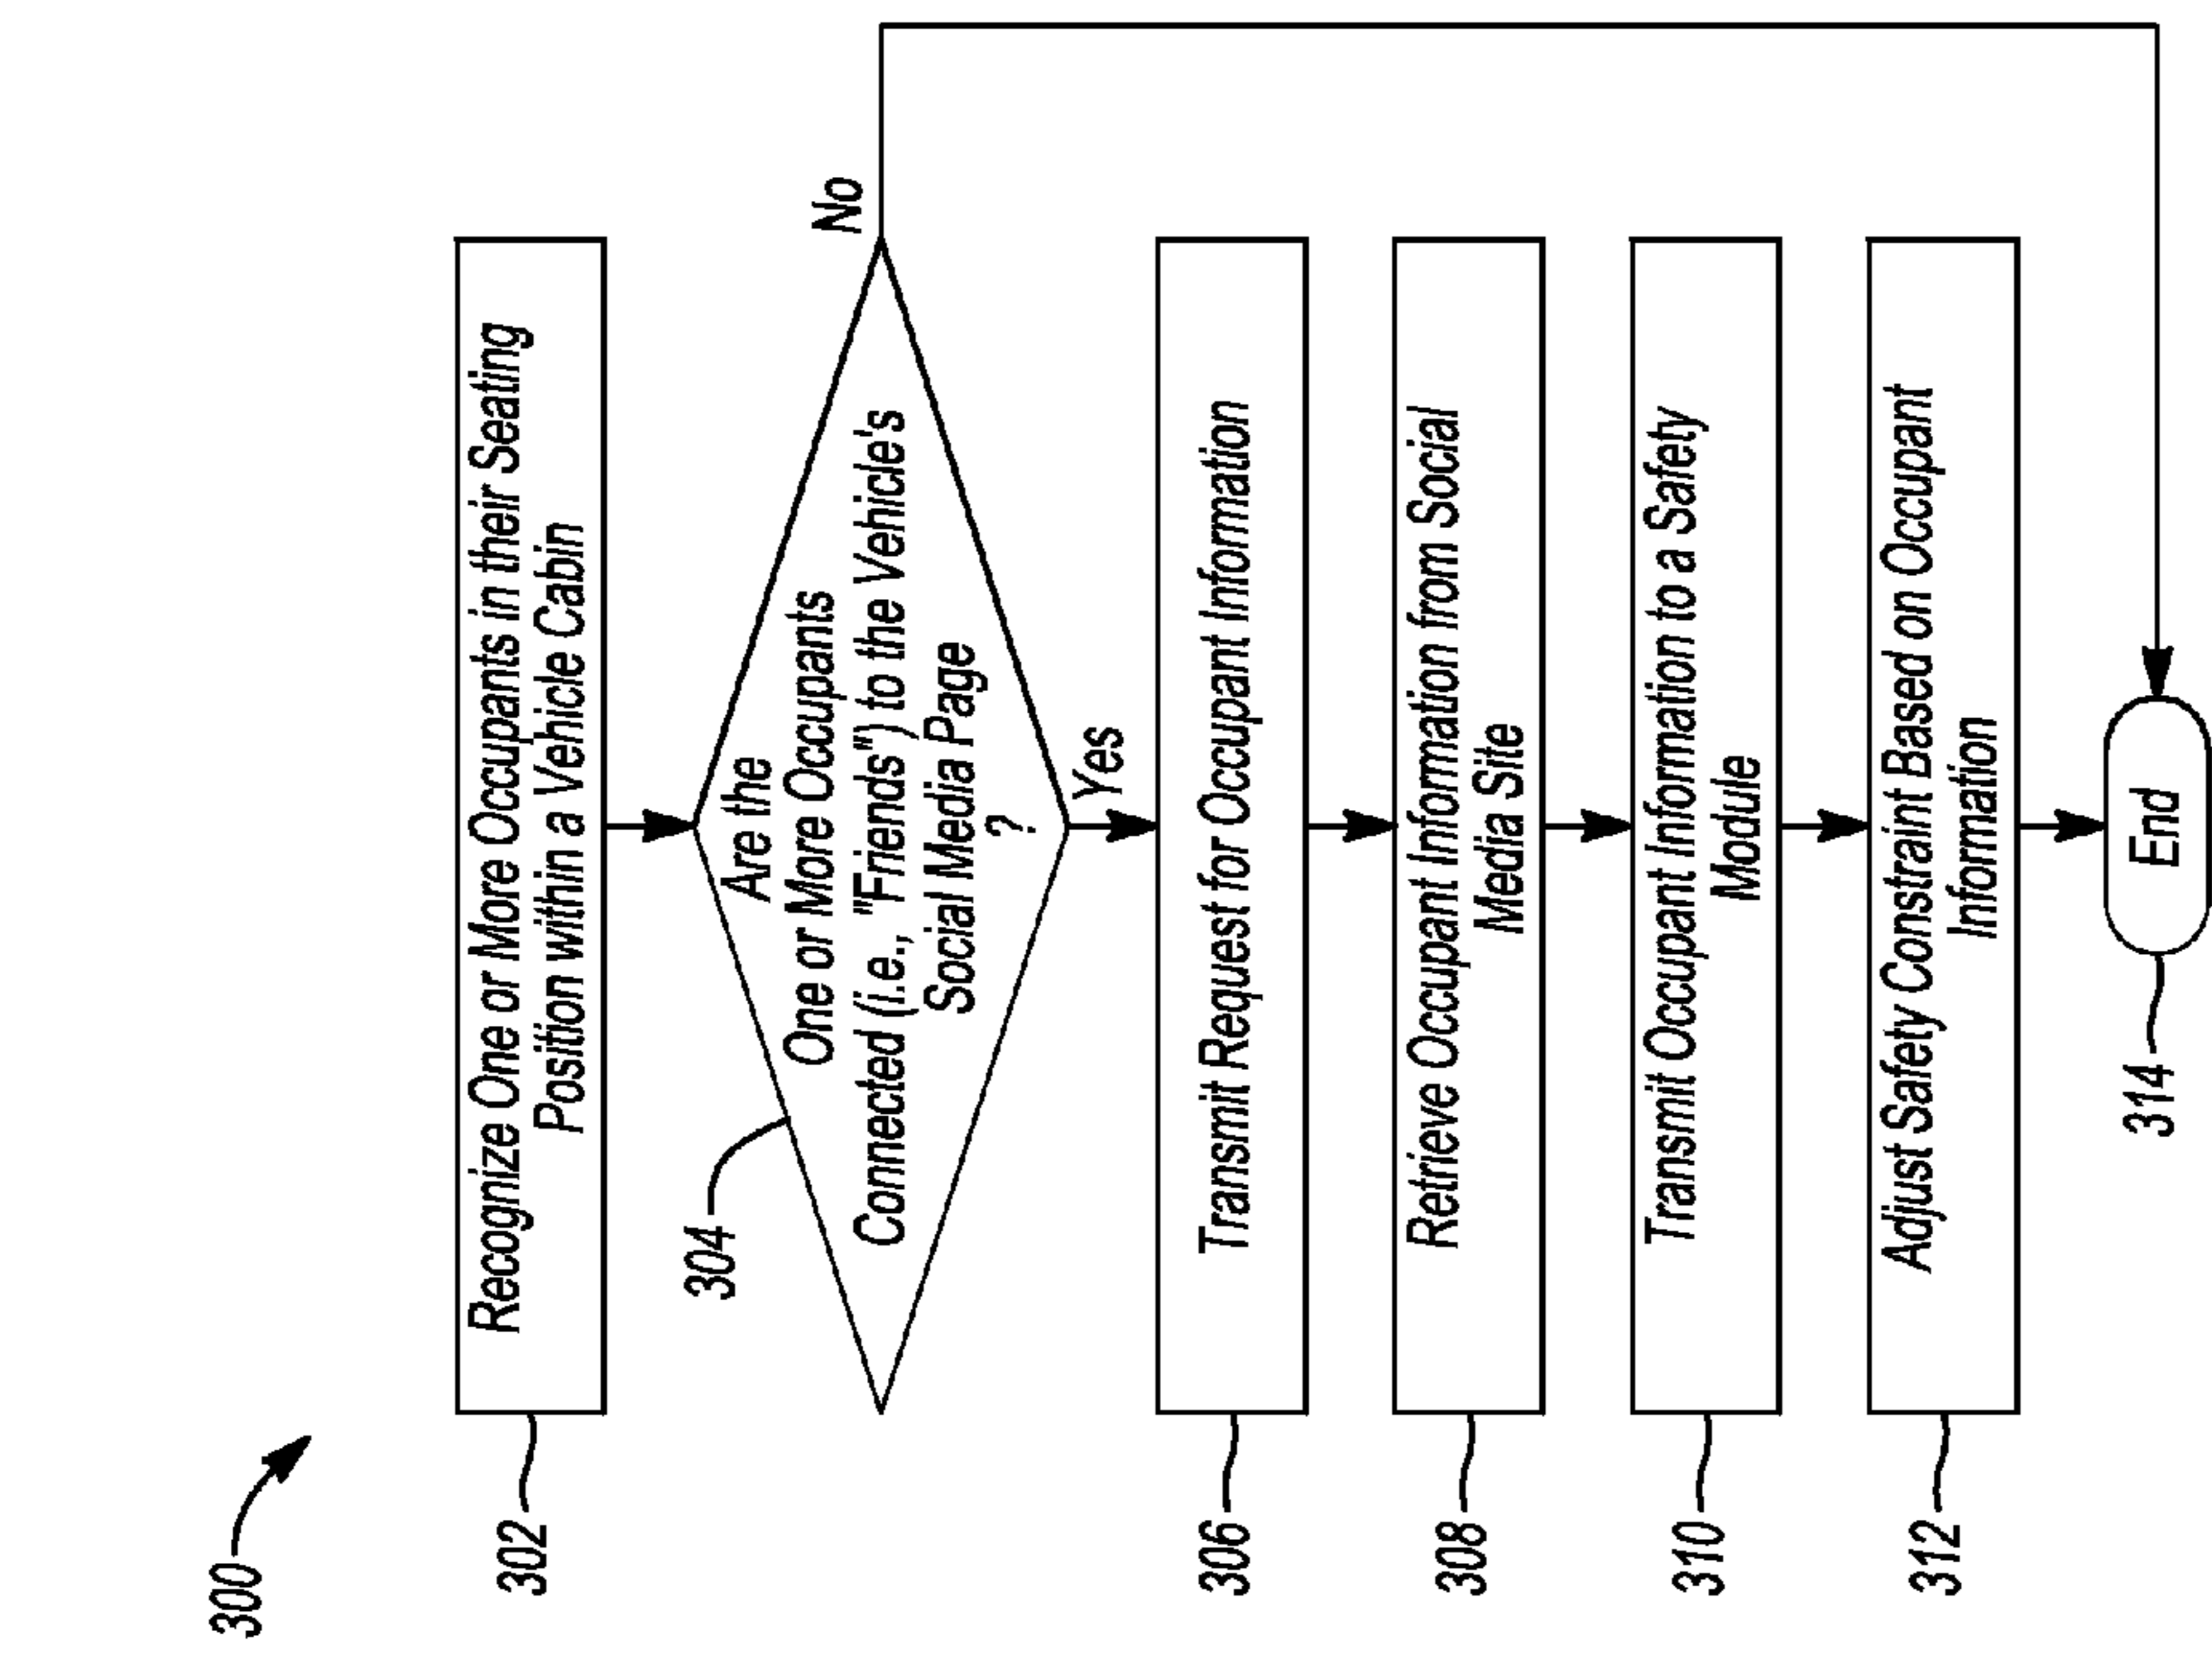 300
302
Recognize One or More Occupants in their Seating
Position within a Vehicle Cabin
304
Are the
One or More Occupants
Connected (i.e., "Friends") to the Vehicle's
Social Media Page
?
No
Yes
306
Transmit Request for Occupant Information
308
Retrieve Occupant Information from Social
Media Site
310
Transmit Occupant Information to a Safety
Module
312
Adjust Safety Constraint Based on Occupant
Information
314
End